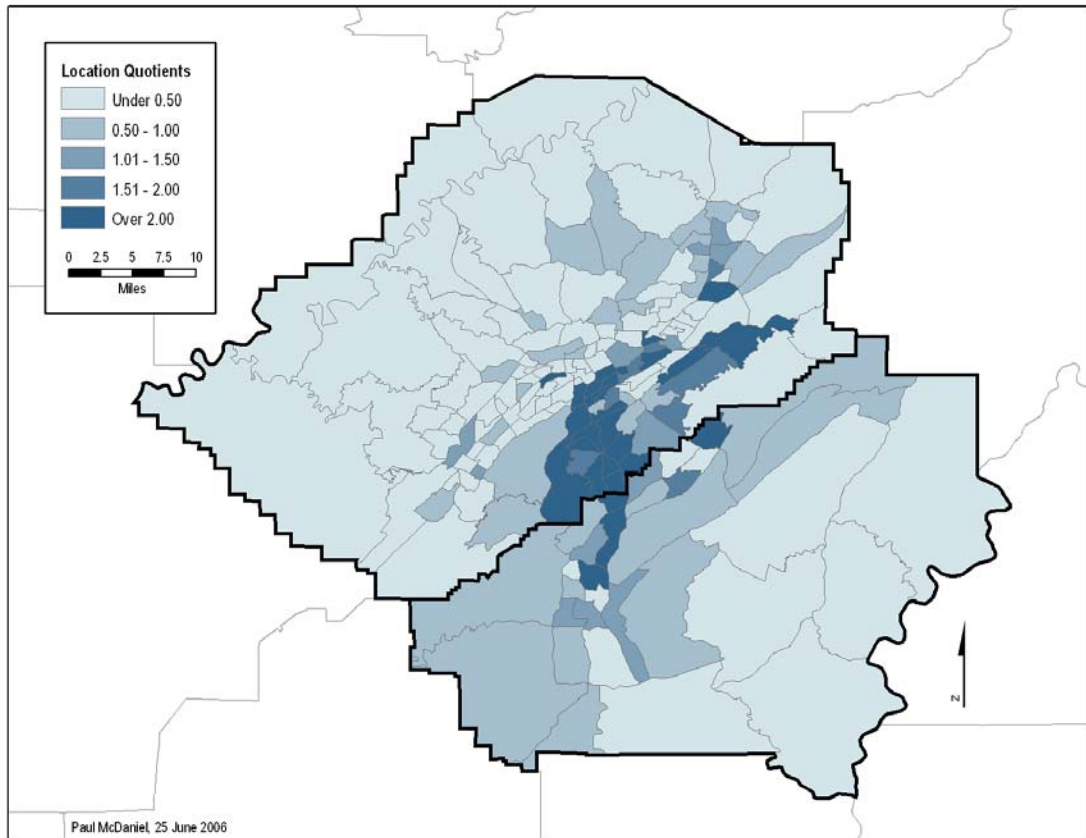 Location Quotients
Under 0.50
0.50 - 1.00
1.01 - 1.50
1.51 - 2.00
Over 2.00
0 2.5 5 7.5 10
Miles
N
Paul McDaniel, 25 June 2006